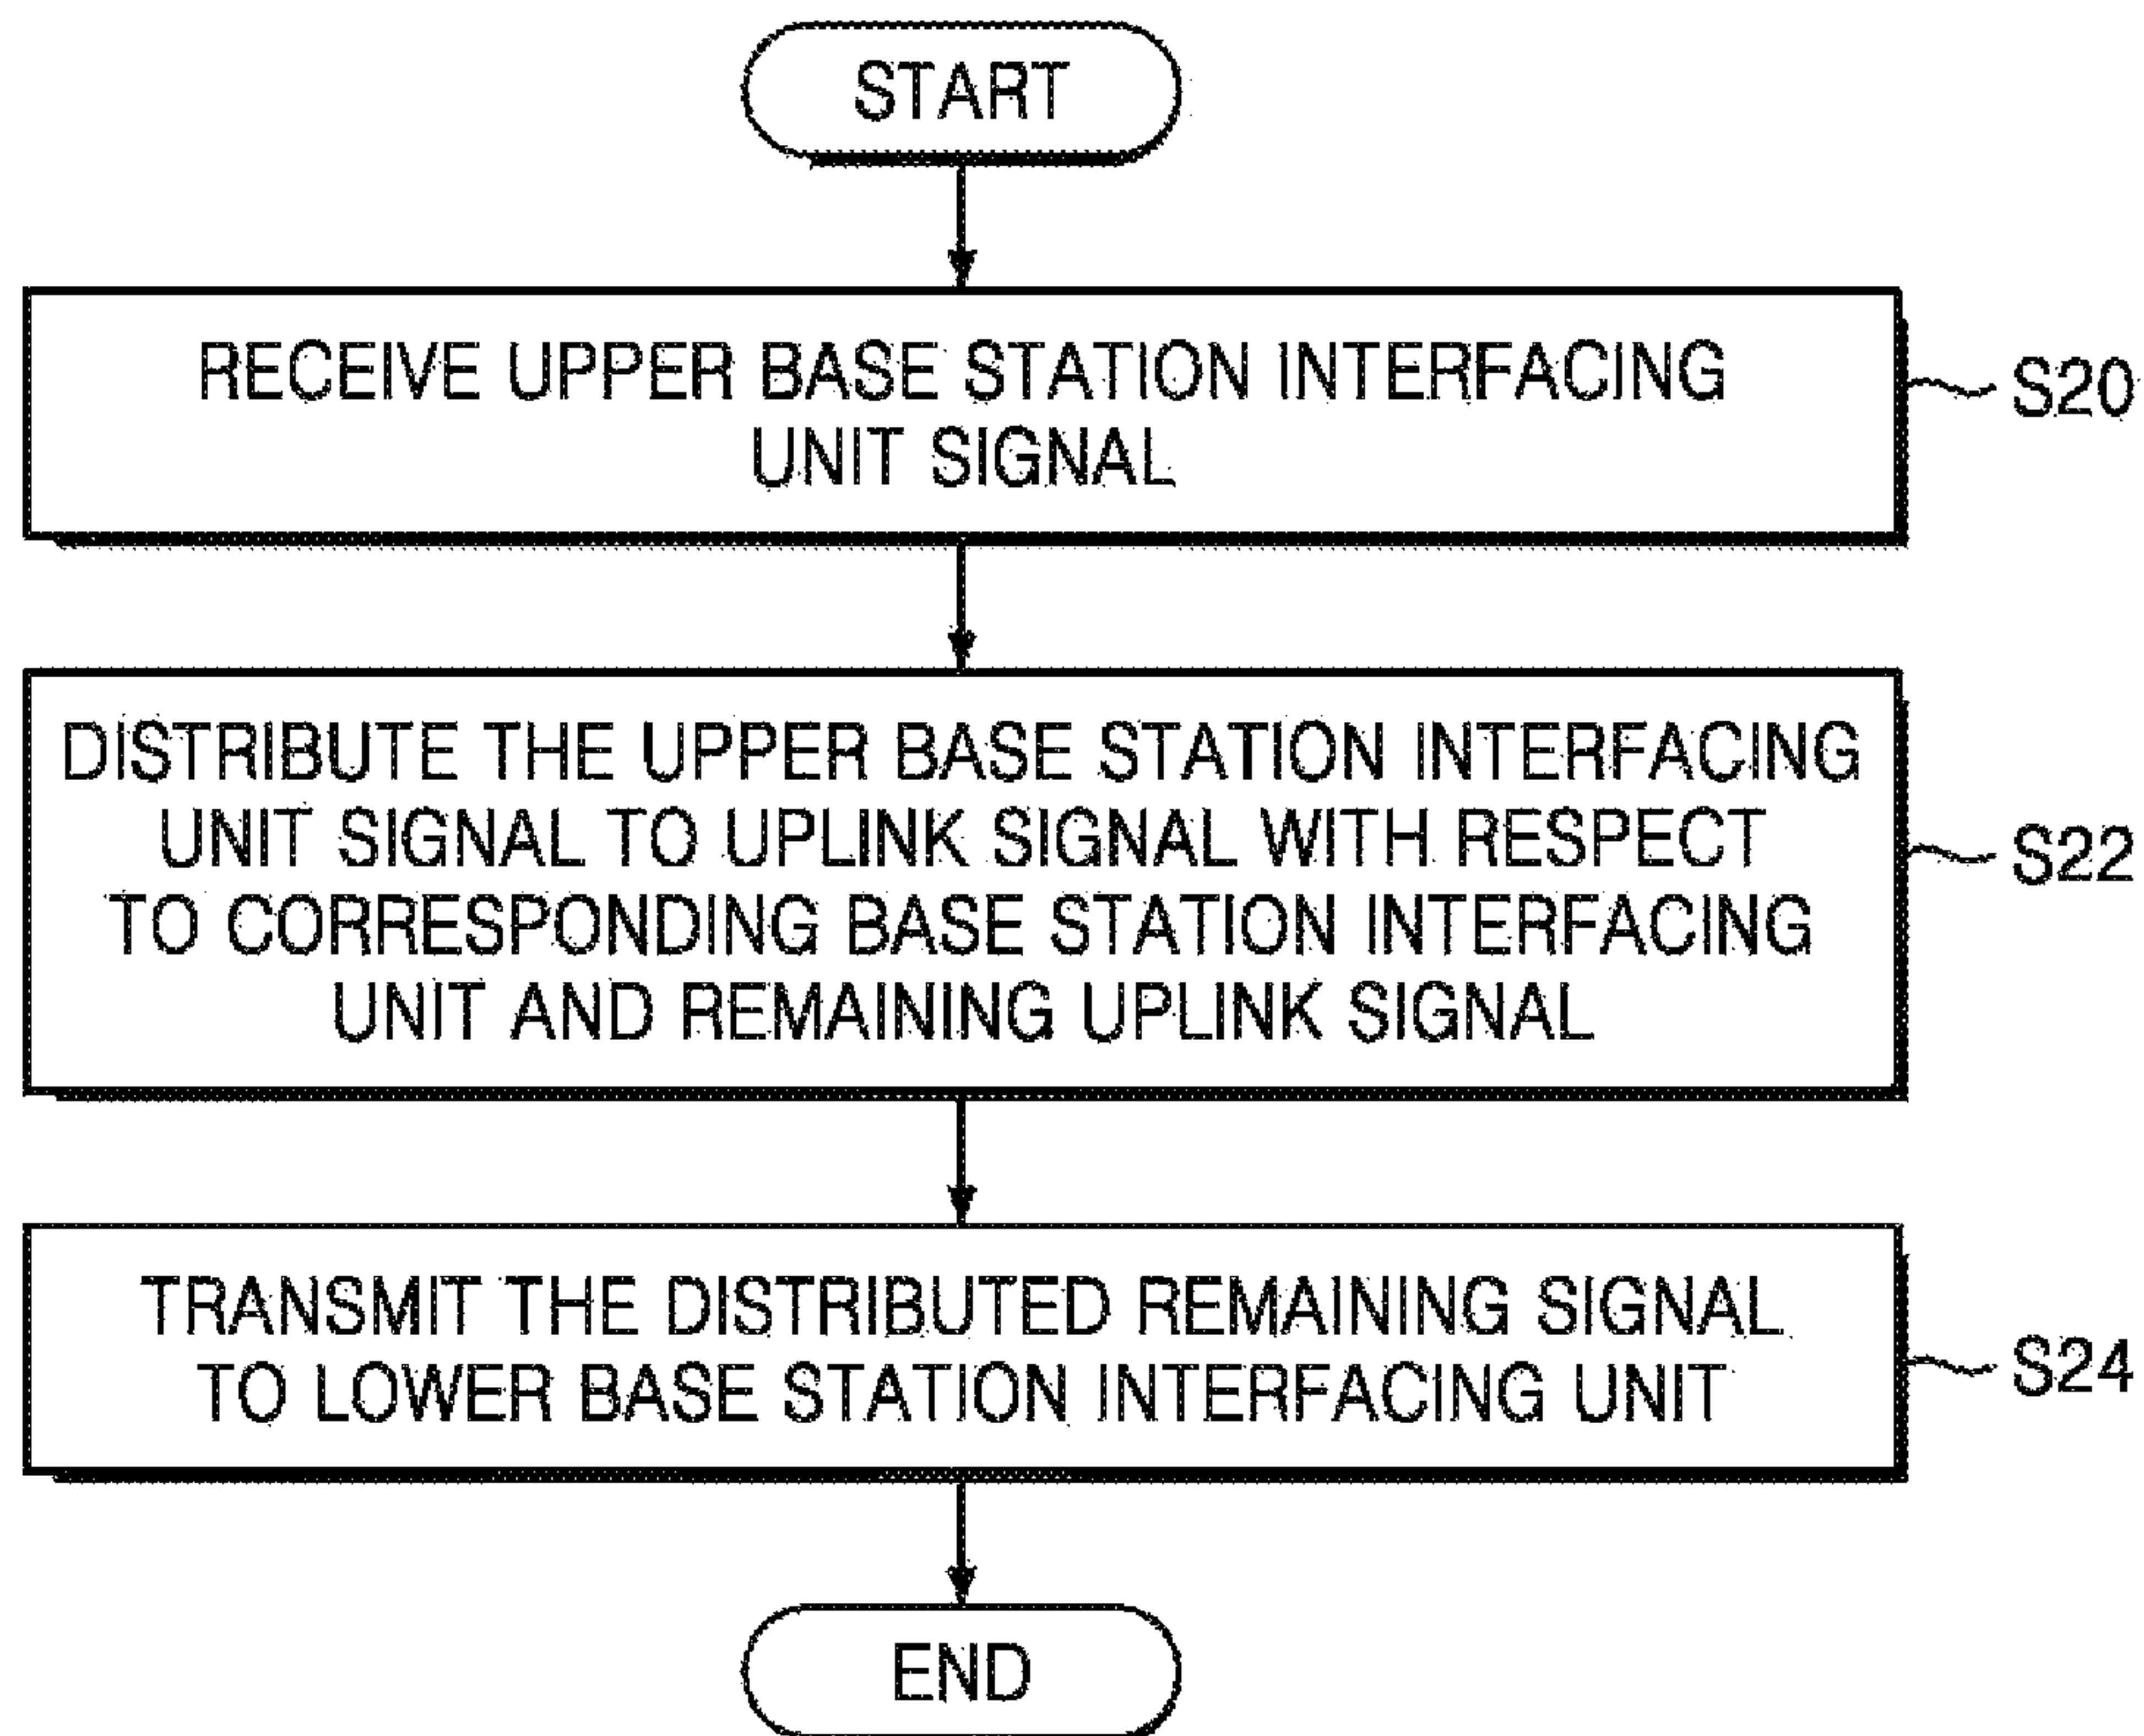 START
RECEIVE UPPER BASE STATION INTERFACING
UNIT SIGNAL
S20
DISTRIBUTE THE UPPER BASE STATION INTERFACING
UNIT SIGNAL TO UPLINK SIGNAL WITH RESPECT
TO CORRESPONDING BASE STATION INTERFACING
UNIT AND REMAINING UPLINK SIGNAL
S22
TRANSMIT THE DISTRIBUTED REMAINING SIGNAL
TO LOWER BASE STATION INTERFACING UNIT
S24
END